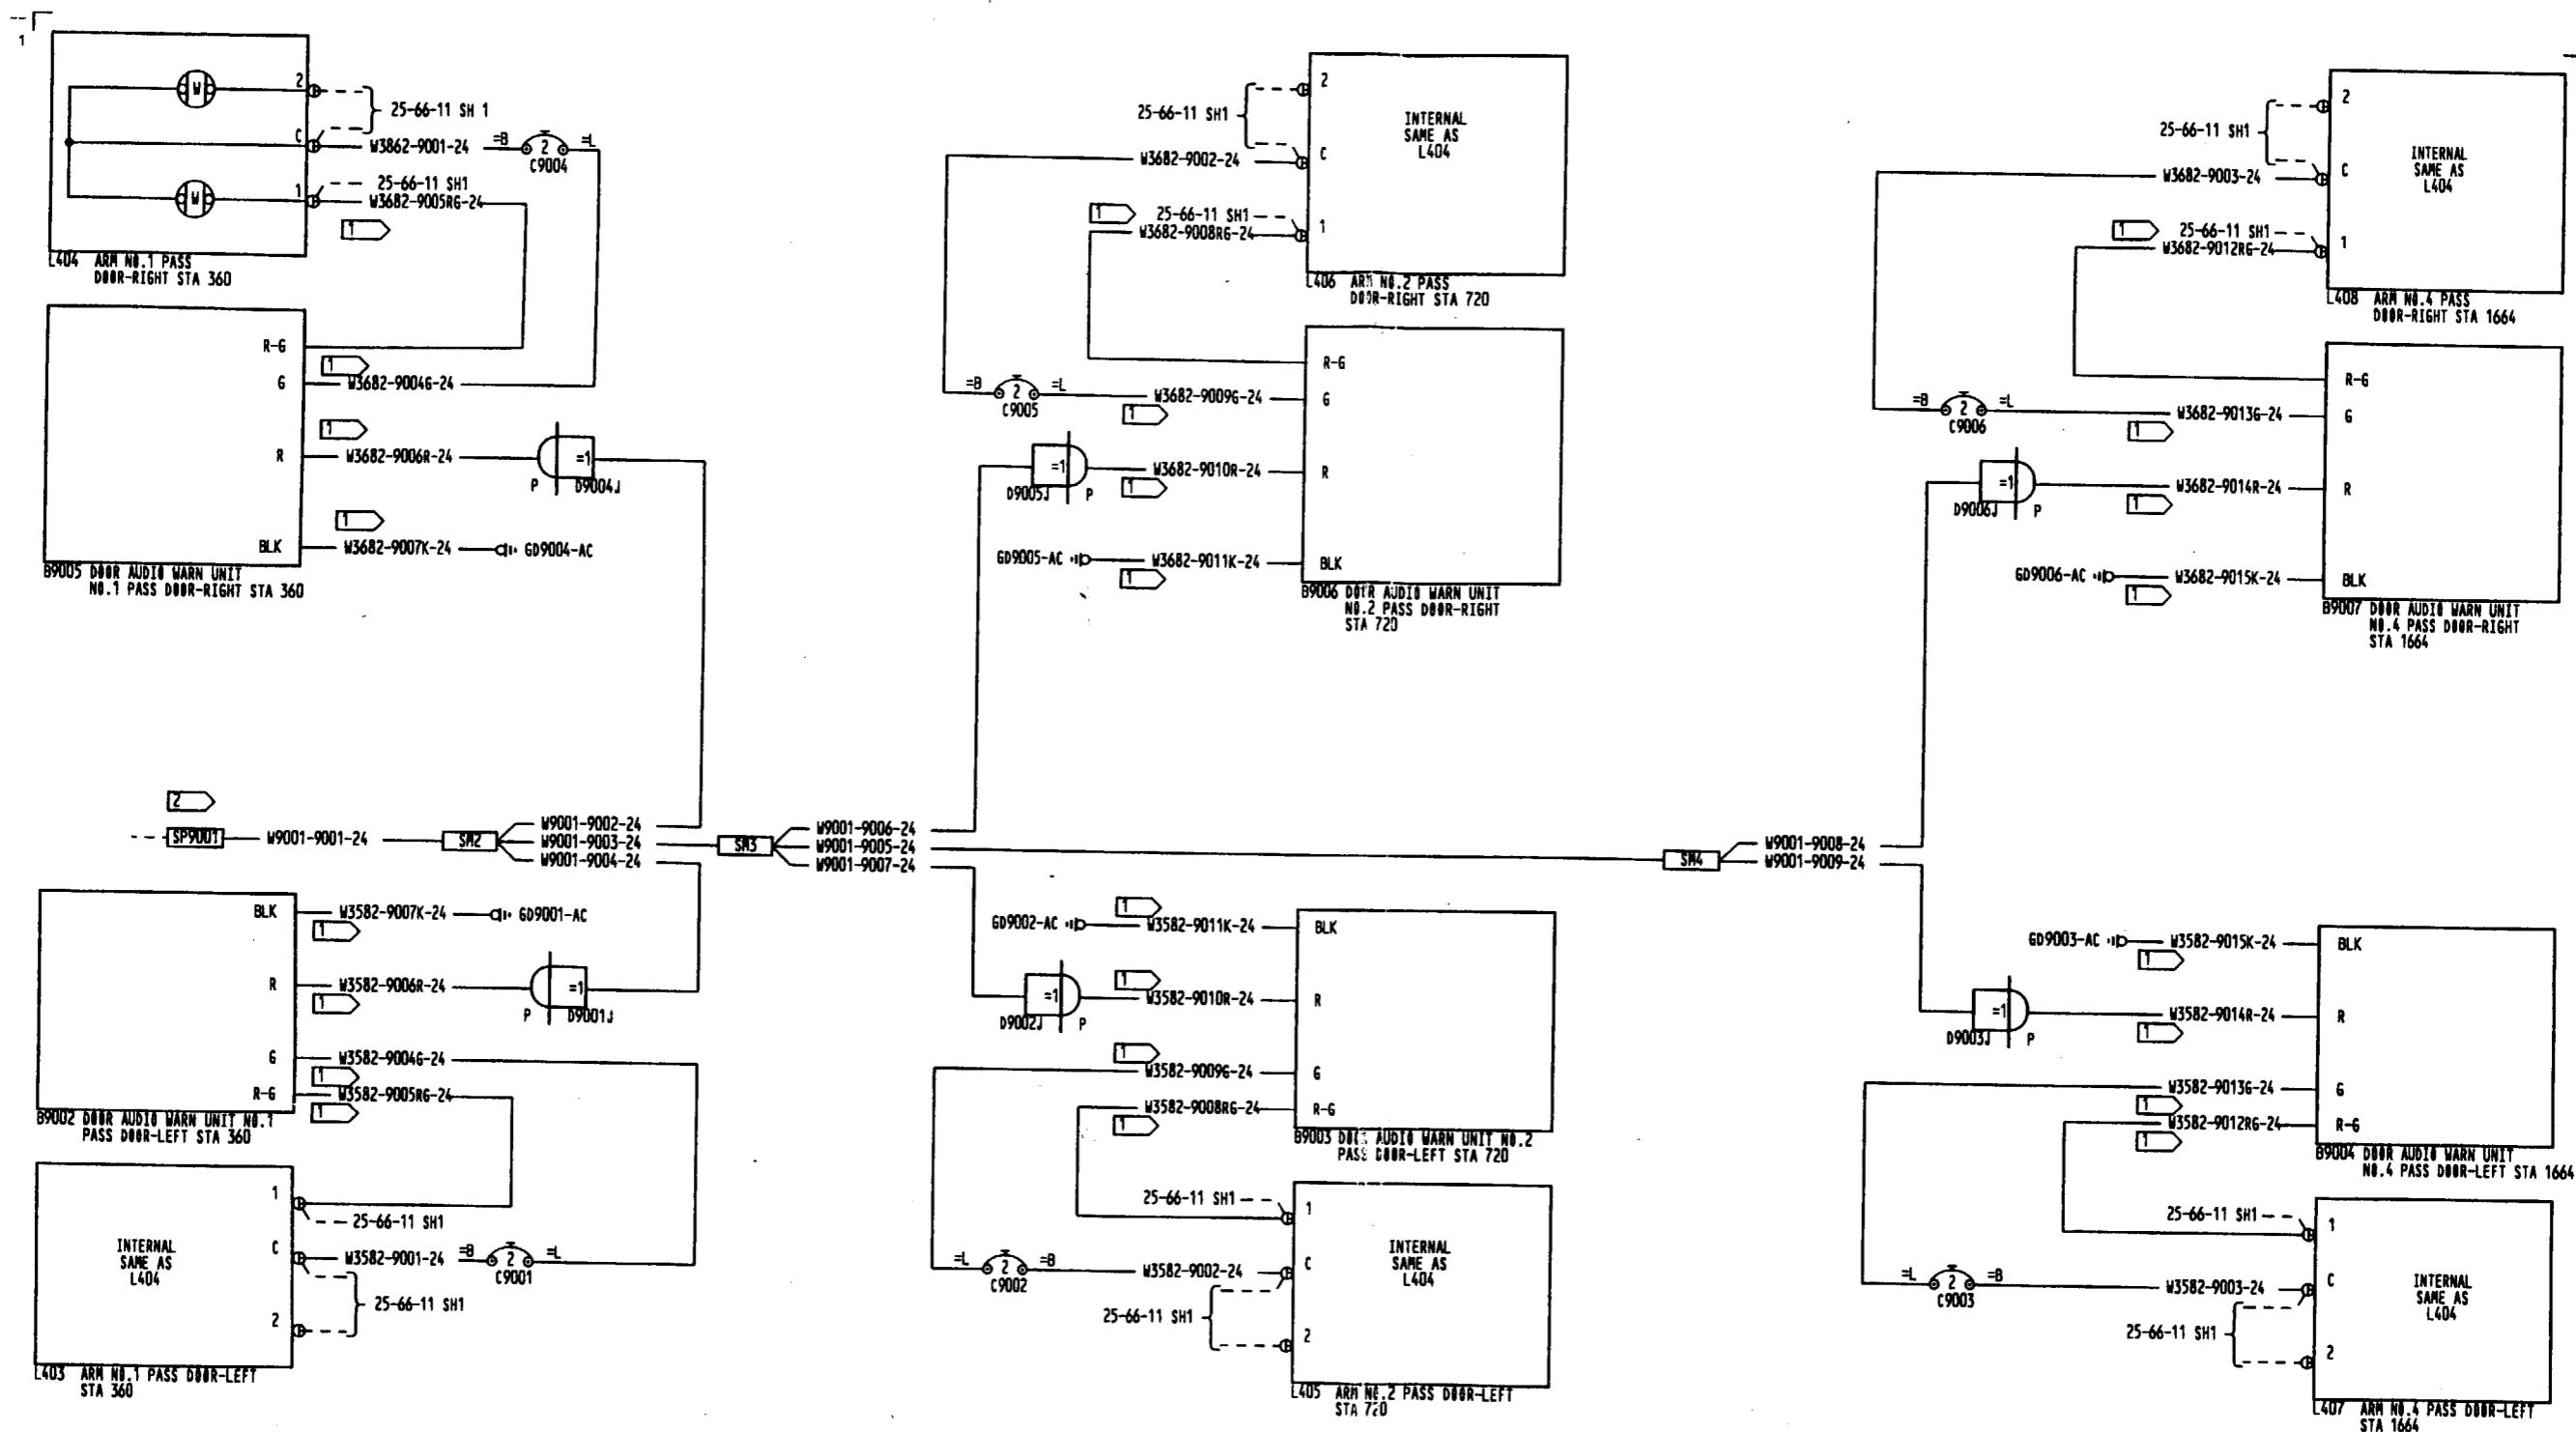 1
2
W
25-66-11 SH 1
C
W3862-9001-24
=B
2
=L
C9004
25-66-11 SH1
1
W3682-9005RG-24
W
1
L404 ARM NO.1 PASS
DOOR-RIGHT STA 360
R-G
1
G
W3682-9004G-24
1
R
W3682-9006R-24
=1
P
D9004J
1
BLK
W3682-9007K-24
GD9004-AC
B9005 DOOR AUDIO WARN UNIT
NO.1 PASS DOOR-RIGHT STA 360
2
25-66-11 SH1
INTERNAL
SAME AS
L404
W3682-9002-24
C
1
25-66-11 SH1
W3682-9008RG-24
1
L406 ARM NO.2 PASS
DOOR-RIGHT STA 720
R-G
=B
2
=L
C9005
W3682-9009G-24
G
1
=1
D9005J
P
W3682-9010R-24
R
1
GD9005-AC
W3682-9011K-24
BLK
1
B9006 DOOR AUDIO WARN UNIT
NO.2 PASS DOOR-RIGHT
STA 720
2
25-66-11 SH1
INTERNAL
SAME AS
L404
W3682-9003-24
C
1
25-66-11 SH1
W3682-9012RG-24
1
L408 ARM NO.4 PASS
DOOR-RIGHT STA 1664
R-G
=B
2
=L
C9006
W3682-9013G-24
G
1
=1
D9006J
P
W3682-9014R-24
R
1
GD9006-AC
W3682-9015K-24
BLK
1
B9007 DOOR AUDIO WARN UNIT
NO.4 PASS DOOR-RIGHT
STA 1664
2
SP9001
W9001-9001-24
SM2
W9001-9002-24
W9001-9003-24
W9001-9004-24
SM3
W9001-9006-24
W9001-9005-24
W9001-9007-24
SM4
W9001-9008-24
W9001-9009-24
BLK
W3582-9007K-24
GD9001-AC
1
R
W3582-9006R-24
=1
1
P
D9001J
G
W3582-9004G-24
1
R-G
W3582-9005RG-24
1
B9002 DOOR AUDIO WARN UNIT NO.1
PASS DOOR-LEFT STA 360
1
25-66-11 SH1
INTERNAL
SAME AS
L404
C
W3582-9001-24
=B
2
=L
C9001
25-66-11 SH1
2
L403 ARM NO.1 PASS DOOR-LEFT
STA 360
1
GD9002-AC
W3582-9011K-24
BLK
1
=1
D9002J
P
W3582-9010R-24
R
1
W3582-9009G-24
G
W3582-9008RG-24
R-G
1
B9003 DOOR AUDIO WARN UNIT NO.2
PASS DOOR-LEFT STA 720
25-66-11 SH1
1
INTERNAL
SAME AS
L404
=L
2
=B
C9002
W3582-9002-24
C
25-66-11 SH1
2
L405 ARM NO.2 PASS DOOR-LEFT
STA 720
GD9003-AC
W3582-9015K-24
BLK
1
=1
D9003J
P
W3582-9014R-24
R
1
W3582-9013G-24
G
1
W3582-9012RG-24
R-G
1
B9004 DOOR AUDIO WARN UNIT
NO.4 PASS DOOR-LEFT STA 1664
25-66-11 SH1
1
INTERNAL
SAME AS
L404
=L
2
=B
C9003
W3582-9003-24
C
25-66-11 SH1
2
L407 ARM NO.4 PASS DOOR-LEFT
STA 1664